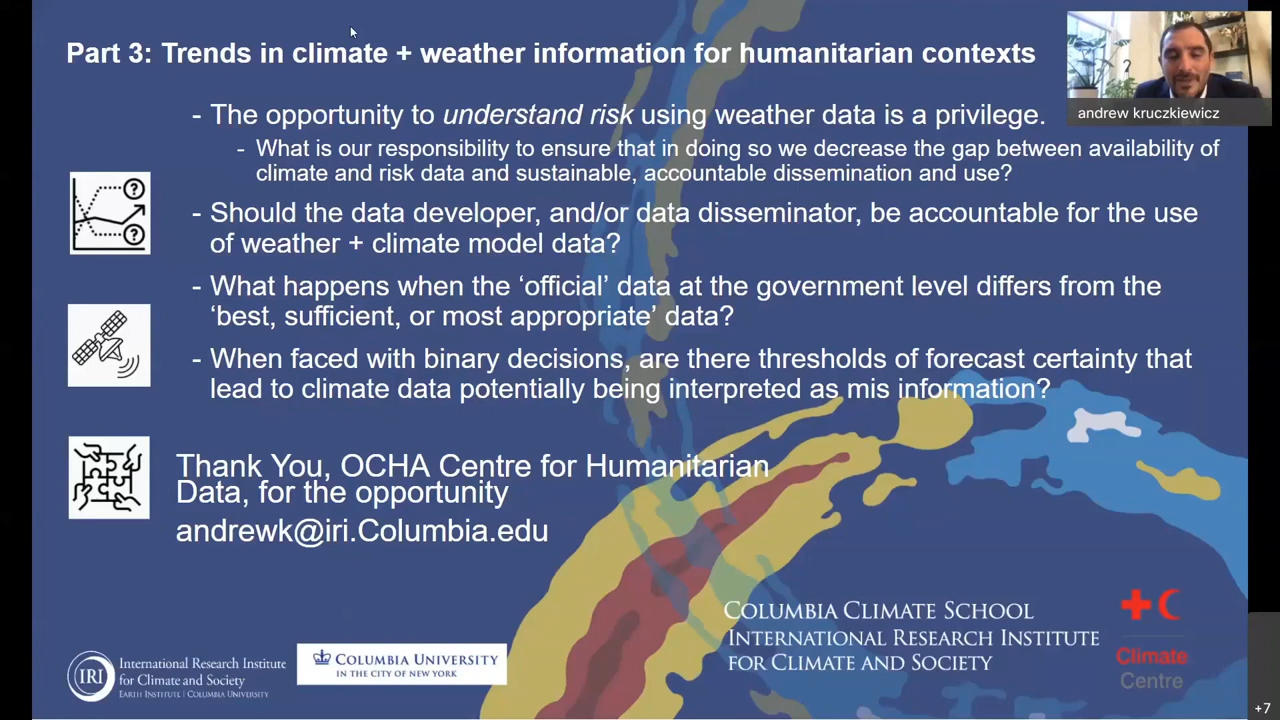 Part 3: Trends in climate + weather information for humanitarian contexts
andrew kruczkiewicz
- The opportunity to understand risk using weather data is a privilege.
- What is our responsibility to ensure that in doing so we decrease the gap between availability of
climate and risk data and sustainable, accountable dissemination and use?
- Should the data developer, and/or data disseminator, be accountable for the use
of weather + climate model data?
- What happens when the ‘official’ data at the government level differs from the
‘best, sufficient, or most appropriate’ data?
- When faced with binary decisions, are there thresholds of forecast certainty that
lead to climate data potentially being interpreted as mis information?
Thank You, OCHA Centre for Humanitarian
Data, for the opportunity
andrewk@iri.Columbia.edu
COLUMBIA CLIMATE SCHOOL
INTERNATIONAL RESEARCH INSTITUTE
FOR CLIMATE AND SOCIETY
Climate
Centre
IRI
International Research Institute
for Climate and Society
EARTH INSTITUTE | COLUMBIA UNIVERSITY
COLUMBIA UNIVERSITY
IN THE CITY OF NEW YORK
+7